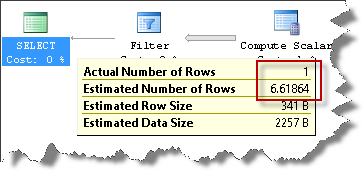 SELECT
Cost: 0 %
Filter
Compute Scalar
Actual Number of Rows 1
Estimated Number of Rows 6.61864
Estimated Row Size 341 B
Estimated Data Size 2257 B